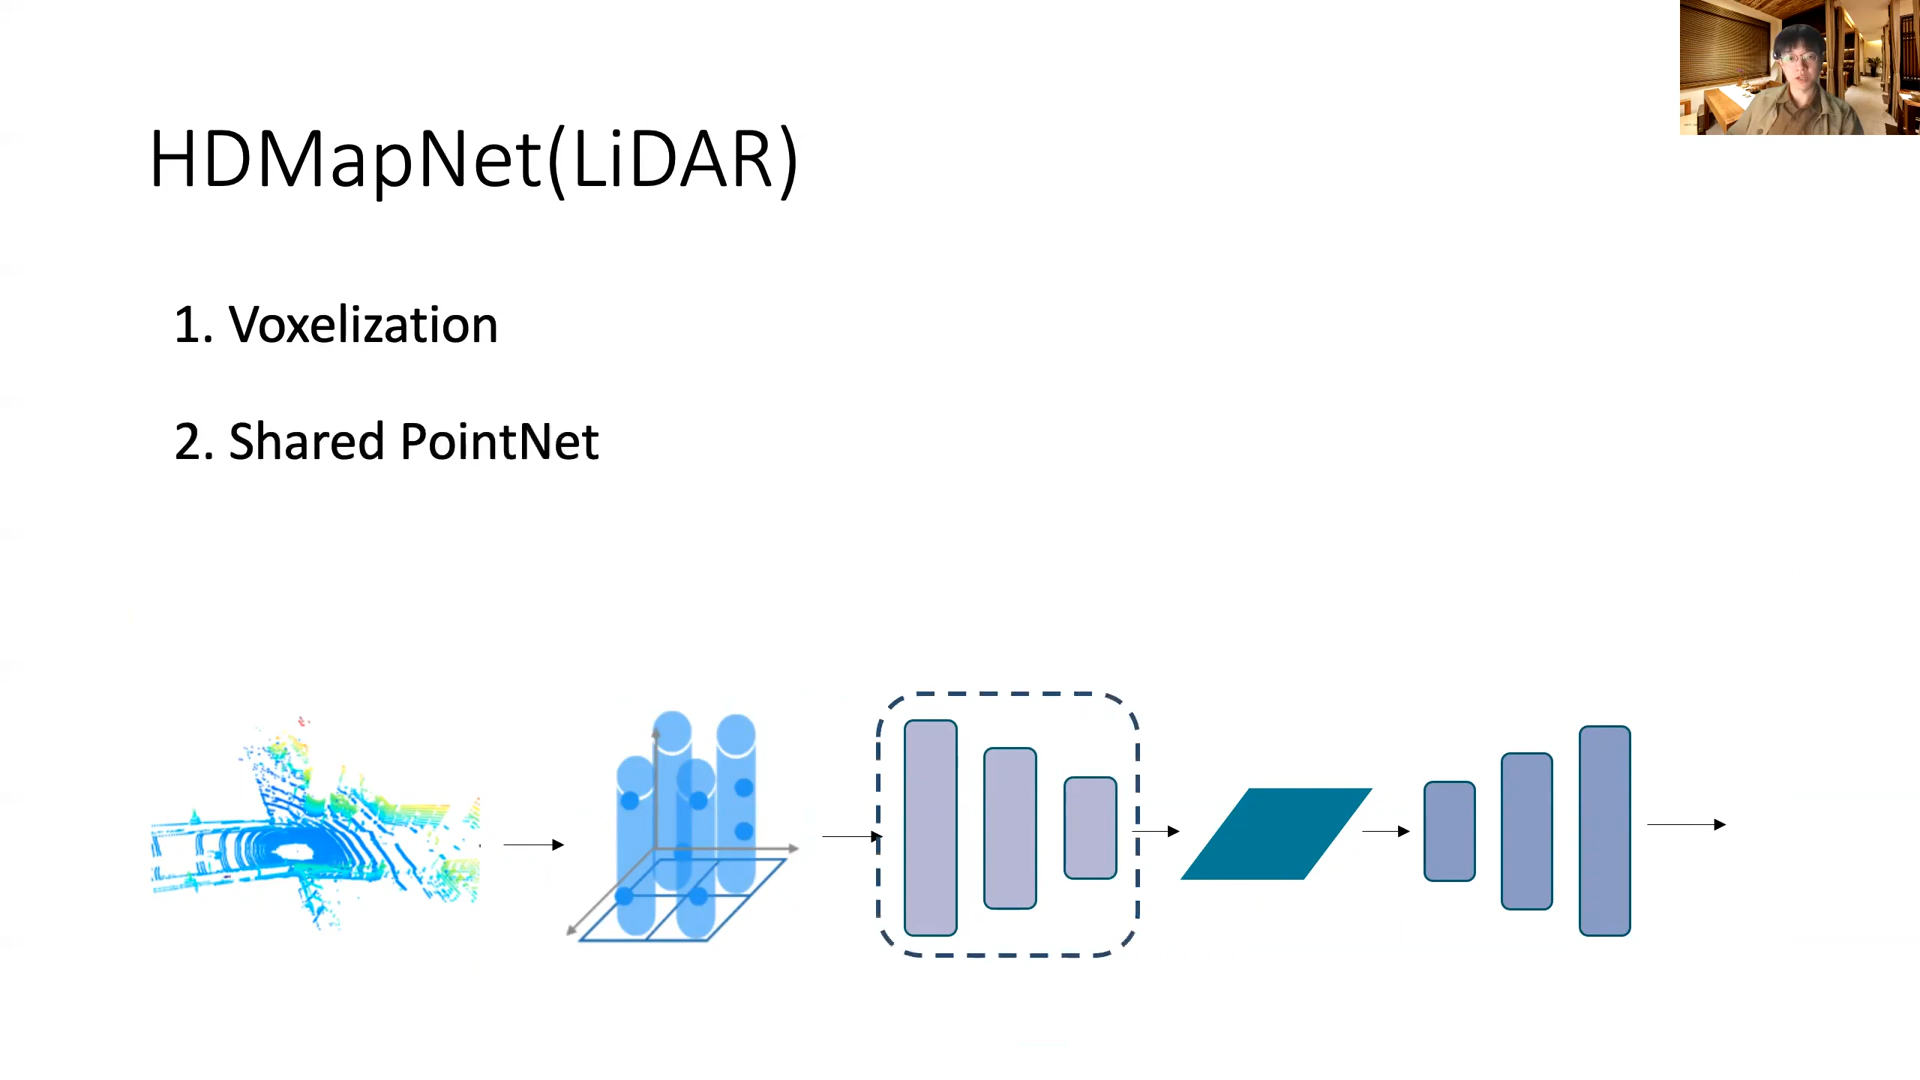 HDMapNet(LiDAR)
1. Voxelization
2. Shared PointNet